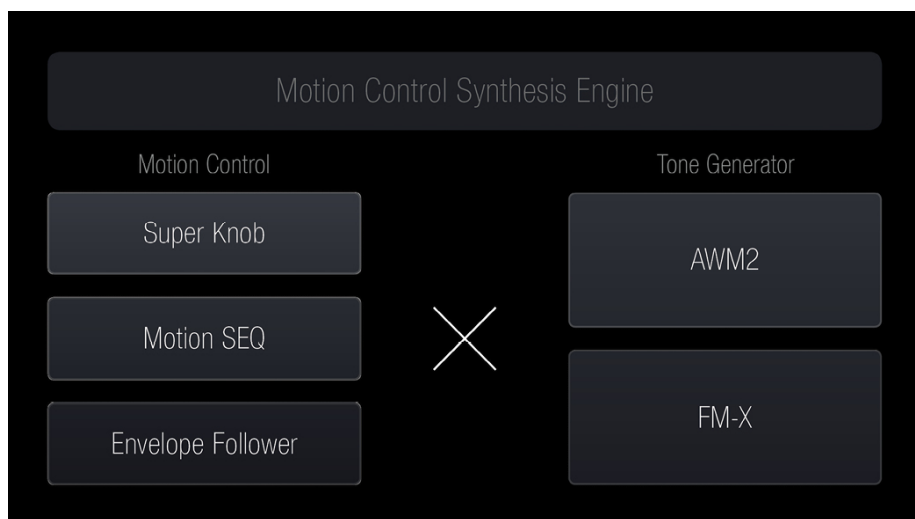 Motion Control Synthesis Engine
Motion Control
Tone Generator
Super Knob
AWM2
Motion SEQ
FM-X
Envelope Follower